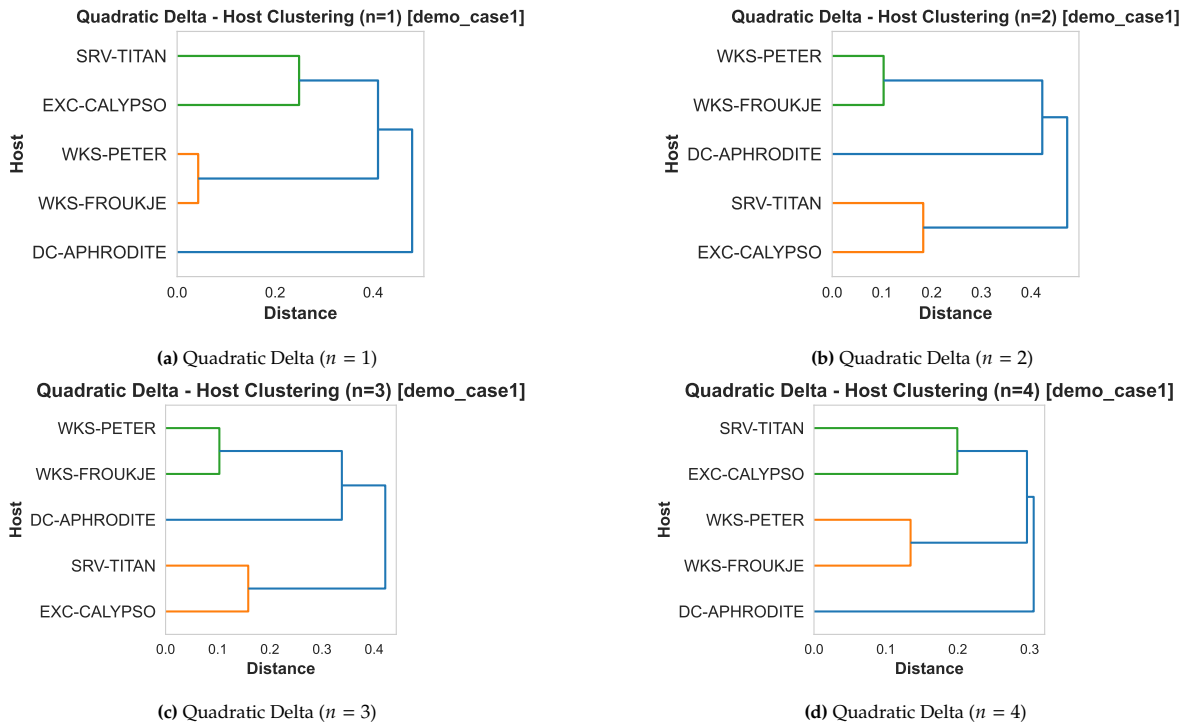 Quadratic Delta - Host Clustering (n=1) [demo_case1]
SRV-TITAN
EXC-CALYPSO
WKS-PETER
WKS-FROUKJE
DC-APHRODITE
Host
0.0 0.2 0.4
Distance
(a) Quadratic Delta (n = 1)
Quadratic Delta - Host Clustering (n=2) [demo_case1]
WKS-PETER
WKS-FROUKJE
DC-APHRODITE
SRV-TITAN
EXC-CALYPSO
Host
0.0 0.1 0.2 0.3 0.4
Distance
(b) Quadratic Delta (n = 2)
Quadratic Delta - Host Clustering (n=3) [demo_case1]
WKS-PETER
WKS-FROUKJE
DC-APHRODITE
SRV-TITAN
EXC-CALYPSO
Host
0.0 0.1 0.2 0.3 0.4
Distance
(c) Quadratic Delta (n = 3)
Quadratic Delta - Host Clustering (n=4) [demo_case1]
SRV-TITAN
EXC-CALYPSO
WKS-PETER
WKS-FROUKJE
DC-APHRODITE
Host
0.0 0.1 0.2 0.3
Distance
(d) Quadratic Delta (n = 4)